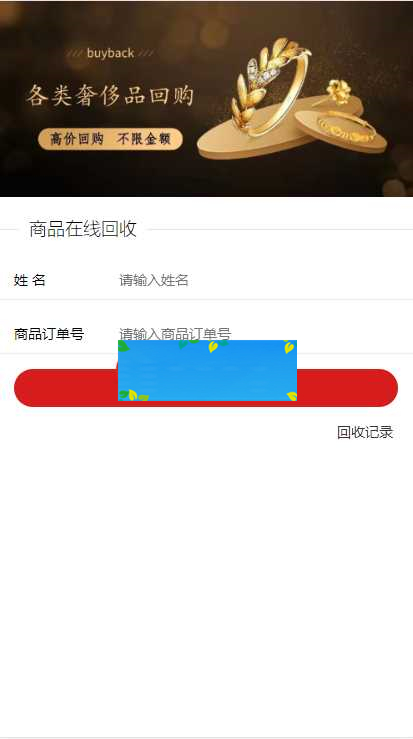 /// buyback ///
各类奢侈品回购
高价回购 不限金额
商品在线回收
姓 名 请输入姓名
商品订单号 请输入商品订单号
回收记录